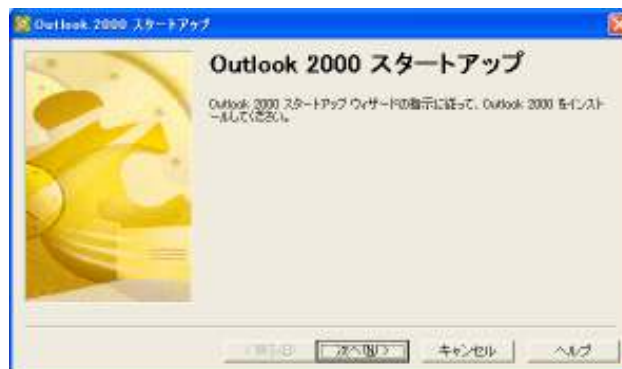 Outlook 2000 スタートアップ
Outlook 2000 スタートアップ
Outlook 2000 スタートアップ ウィザードの指示に従って、Outlook 2000 をインスト
ールしてください。
< 戻る(B)
次へ(N) >
キャンセル
ヘルプ